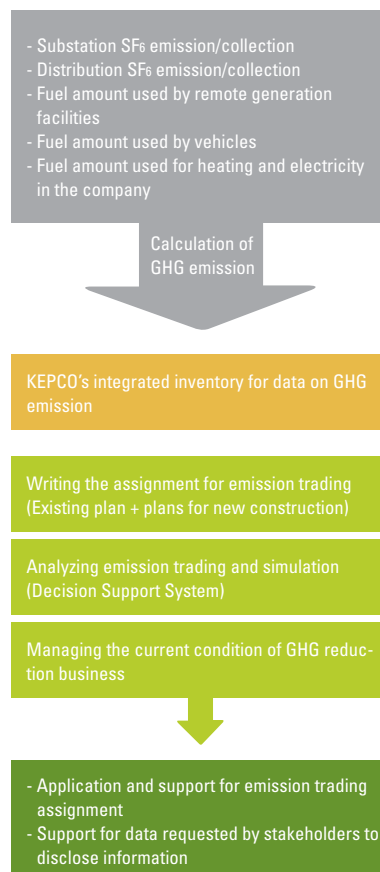 - Substation SF₆ emission/collection
- Distribution SF₆ emission/collection
- Fuel amount used by remote generation
facilities
- Fuel amount used by vehicles
- Fuel amount used for heating and electricity
in the company
Calculation of
GHG emission
KEPCO's integrated inventory for data on GHG
emission
Writing the assignment for emission trading
(Existing plan + plans for new construction)
Analyzing emission trading and simulation
(Decision Support System)
Managing the current condition of GHG reduc-
tion business
- Application and support for emission trading
assignment
- Support for data requested by stakeholders to
disclose information